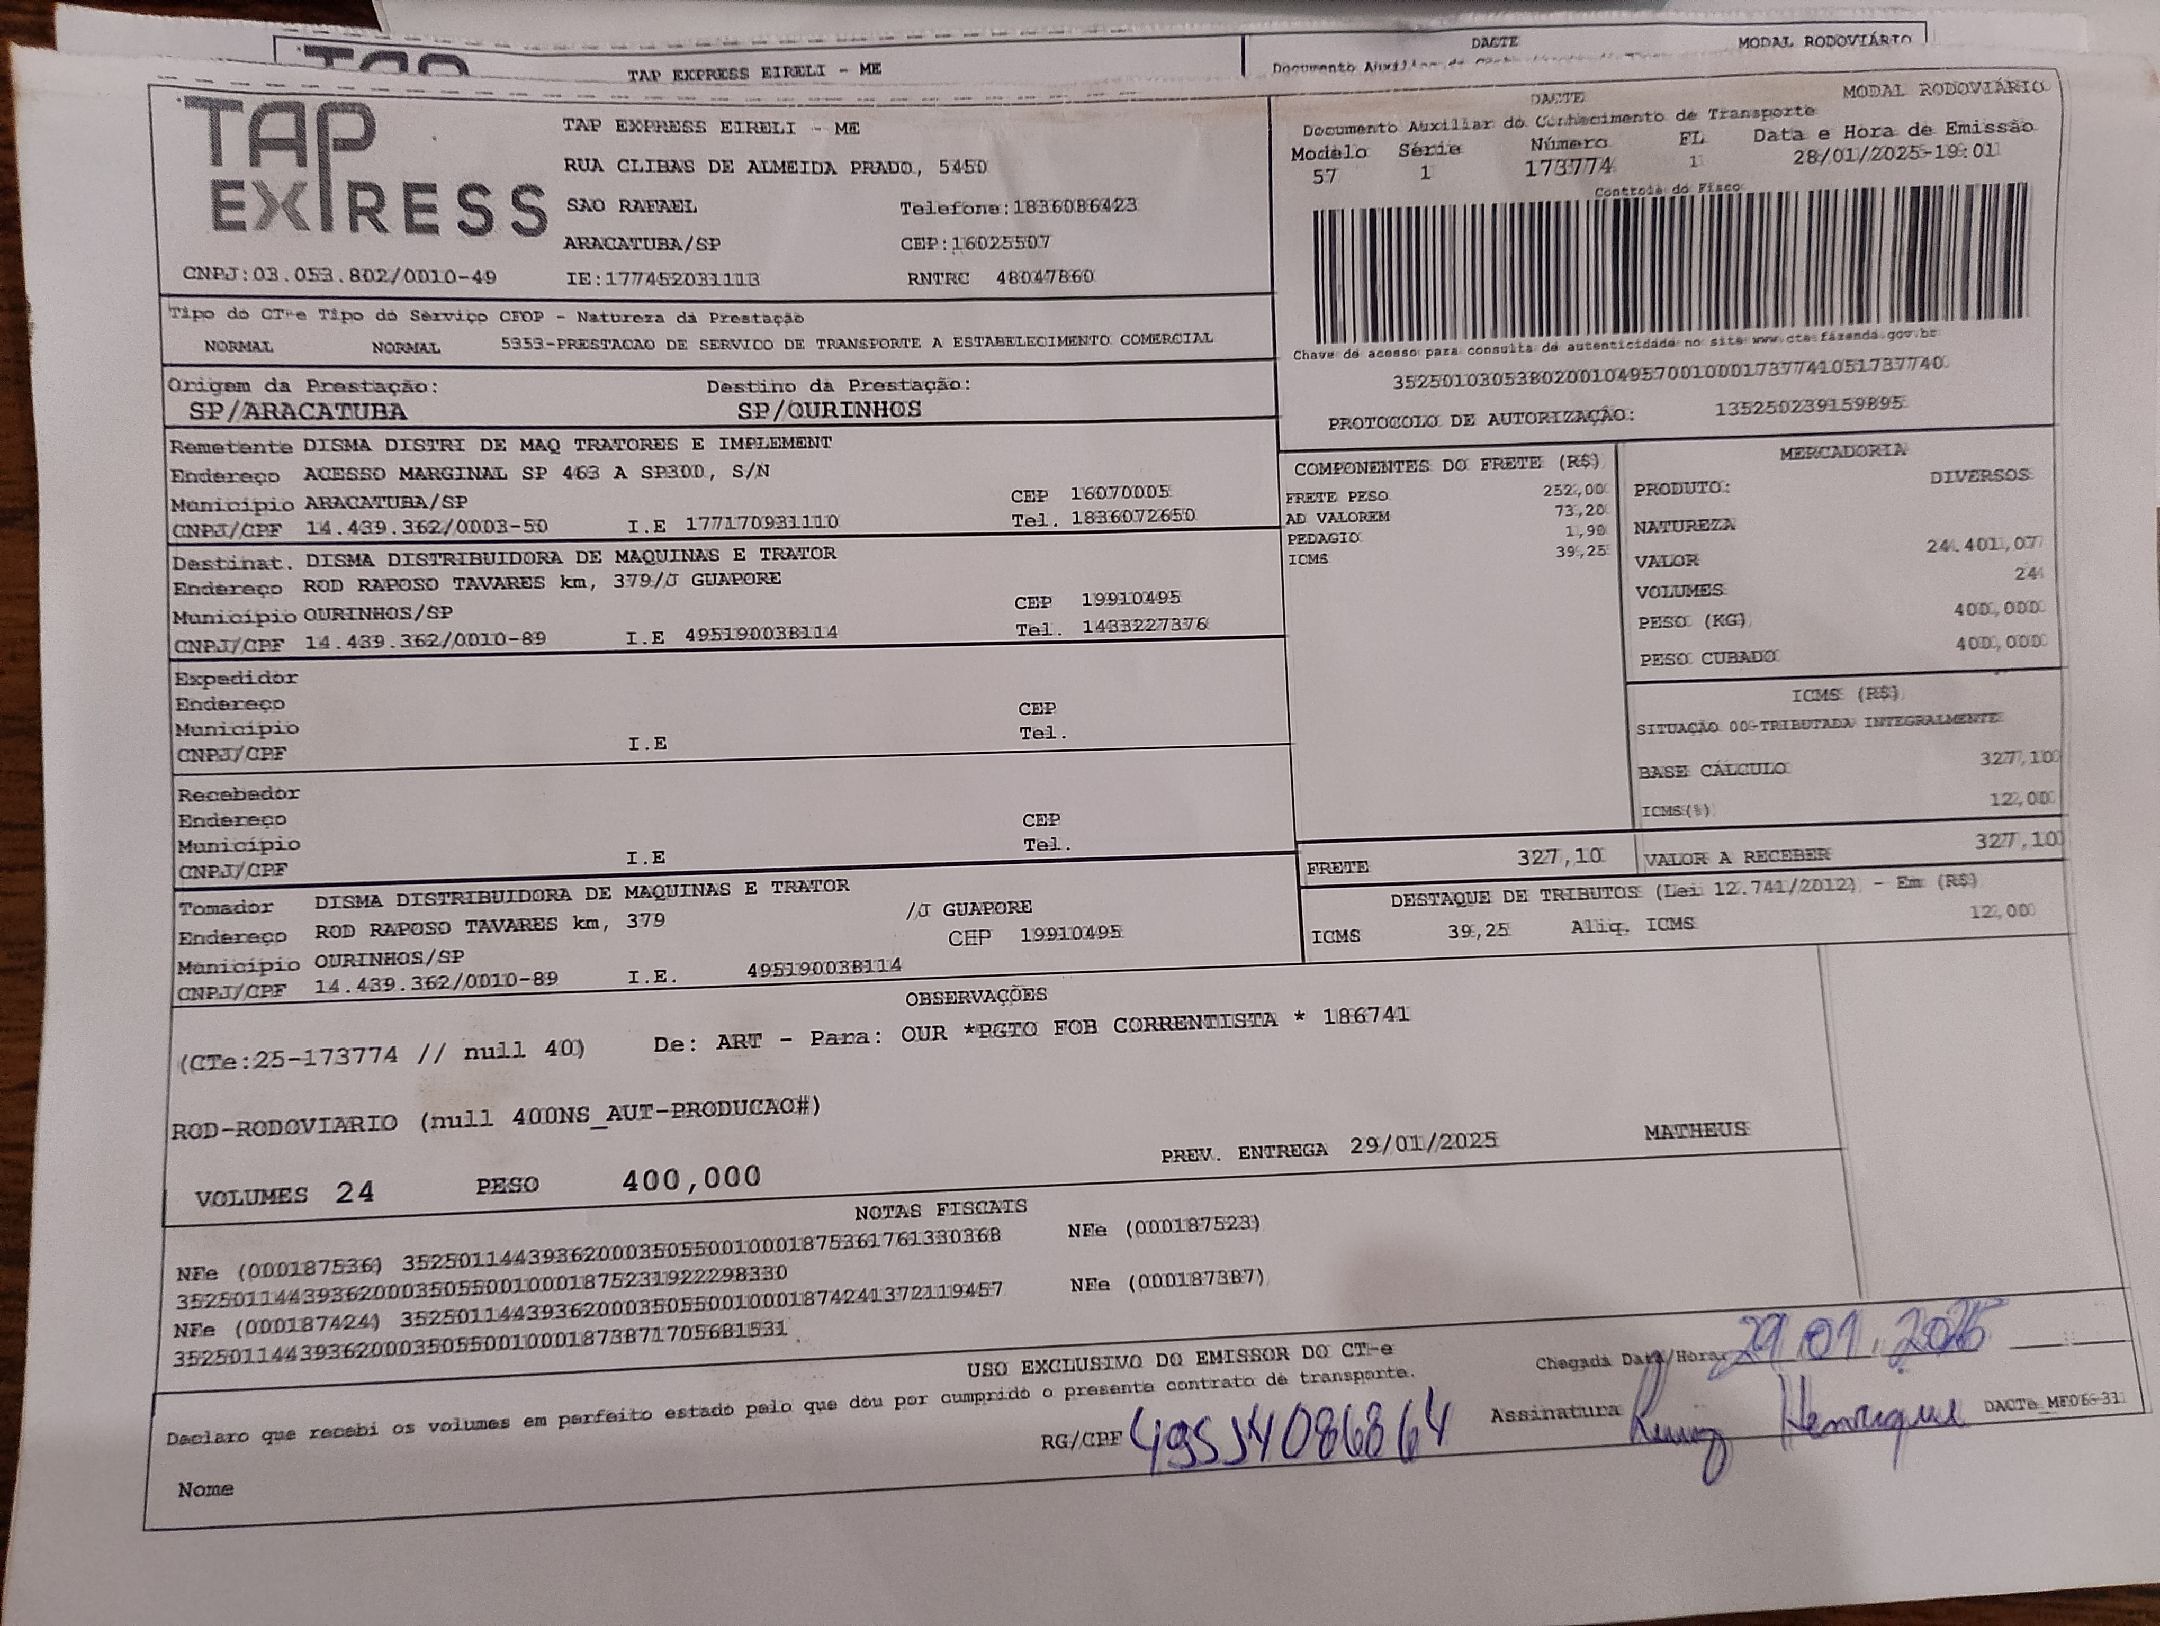 TAP EXPRESS EIRELI - ME
DACTE
MODAL RODOVIÁRIO
Documento
TAP EXPRESS
TAP EXPRESS EIRELI - ME
RUA CLIBAS DE ALMEIDA PRADO, 5450
SAO RAFAEL Telefone:1836086423
ARACATUBA/SP CEP:16025507
CNPJ:03.053.802/0010-49 IE:177452031113 RNTRC 48047860
DACTE MODAL RODOVIÁRIO
Documento Auxiliar do Conhecimento de Transporte
Modelo Série Número FL Data e Hora de Emissão
57 1 173774 1 28/01/2025-19:01
Controle do Fisco
Chave de acesso para consulta de autenticidade no site www.cte.fazenda.gov.br
35250103053802001049570010001737741051737740
PROTOCOLO DE AUTORIZAÇÃO: 135250239159895
Tipo do CT-e Tipo do Serviço CFOP - Natureza da Prestação
NORMAL NORMAL 5353-PRESTACAO DE SERVICO DE TRANSPORTE A ESTABELECIMENTO COMERCIAL
Origem da Prestação: Destino da Prestação:
SP/ARACATUBA SP/OURINHOS
Remetente DISMA DISTRI DE MAQ TRATORES E IMPLEMENT
Endereço ACESSO MARGINAL SP 463 A SP300, S/N
Município ARACATUBA/SP CEP 16070005
CNPJ/CPF 14.439.362/0003-50 I.E 177170931110 Tel. 1836072650
Destinat. DISMA DISTRIBUIDORA DE MAQUINAS E TRATOR
Endereço ROD RAPOSO TAVARES km, 379/J GUAPORE
Município OURINHOS/SP CEP 19910495
CNPJ/CPF 14.439.362/0010-89 I.E 495190038114 Tel. 1433227376
Expedidor
Endereço
Município CEP
CNPJ/CPF I.E Tel.
Recebedor
Endereço
Município CEP
CNPJ/CPF I.E Tel.
Tomador DISMA DISTRIBUIDORA DE MAQUINAS E TRATOR
Endereço ROD RAPOSO TAVARES km, 379 /J GUAPORE
Município OURINHOS/SP CEP 19910495
CNPJ/CPF 14.439.362/0010-89 I.E. 495190038114
COMPONENTES DO FRETE (R$)
FRETE PESO 252,00
AD VALOREM 73,20
PEDAGIO 1,90
ICMS 39,25
MERCADORIA
PRODUTO: DIVERSOS
NATUREZA
VALOR 24.401,07
VOLUMES 24
PESO (KG) 400,000
PESO CUBADO 400,000
ICMS (R$)
SITUAÇÃO 00-TRIBUTADA INTEGRALMENTE
BASE CÁLCULO 327,10
ICMS(%) 12,00
FRETE 327,10 VALOR A RECEBER 327,10
DESTAQUE DE TRIBUTOS (Lei 12.741/2012) - Em (R$)
ICMS 39,25 Aliq. ICMS 12,00
OBSERVAÇÕES
(CTe:25-173774 // null 40) De: ART - Para: OUR *PGTO FOB CORRENTISTA * 186741
ROD-RODOVIARIO (null 400NS_AUT-PRODUCAO#)
VOLUMES 24 PESO 400,000 PREV. ENTREGA 29/01/2025 MATHEUS
NOTAS FISCAIS
NFe (000187536) 35250114439362000350550010001875361761330368 NFe (000187523)
35250114439362000350550010001875231922298330
NFe (000187424) 35250114439362000350550010001874241372119457 NFe (000187387)
35250114439362000350550010001873871705681531
USO EXCLUSIVO DO EMISSOR DO CT-e
Declaro que recebi os volumes em perfeito estado pelo que dou por cumprido o presente contrato de transporte.
Chegada Data/Hora: 29.01.2025
Nome RG/CPF Assinatura Henrique